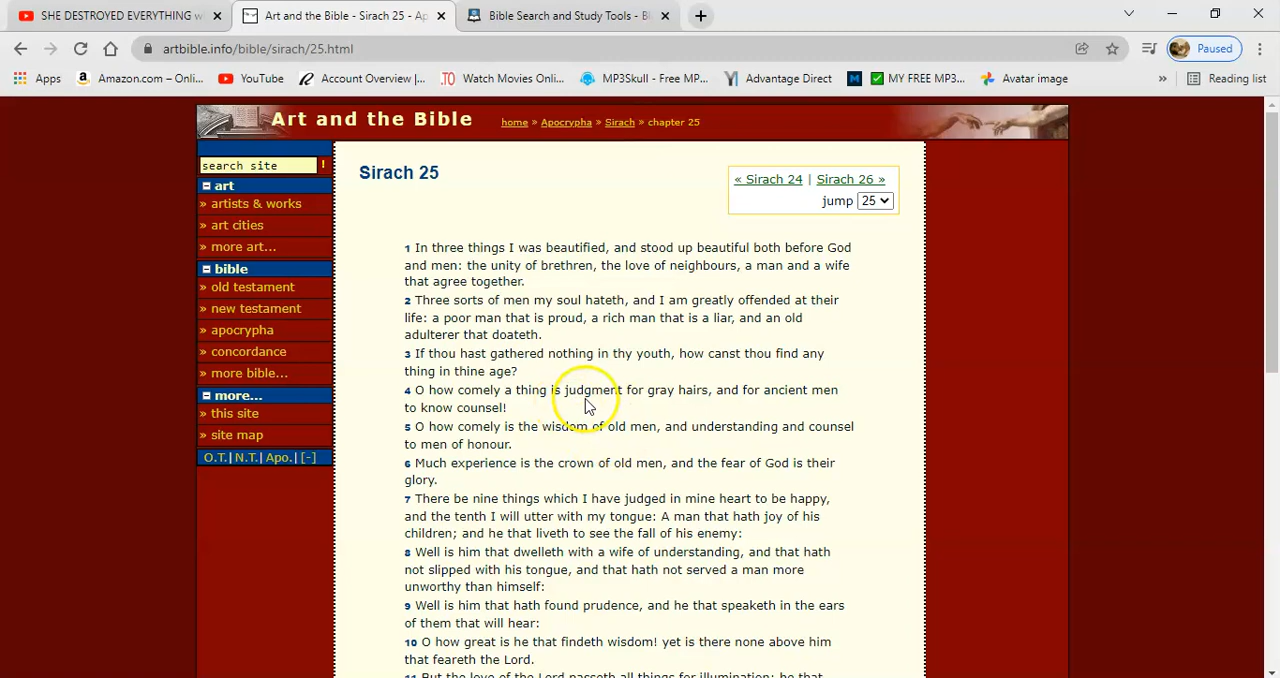 SHE DESTROYED EVERYTHING w
Art and the Bible - Sirach 25 - Ap
Bible Search and Study Tools - Bl
artbible.info/bible/sirach/25.html
Paused
Apps
Amazon.com – Onli...
YouTube
Account Overview |...
Watch Movies Onli...
MP3Skull - Free MP...
Advantage Direct
MY FREE MP3...
Avatar image
»
Reading list
Art and the Bible
home » Apocrypha » Sirach » chapter 25
search site !
art
» artists & works
» art cities
» more art...
bible
» old testament
» new testament
» apocrypha
» concordance
» more bible...
more...
» this site
» site map
O.T.| N.T.| Apo. [-]
Sirach 25
« Sirach 24 | Sirach 26 »
jump 25
1 In three things I was beautified, and stood up beautiful both before God
and men: the unity of brethren, the love of neighbours, a man and a wife
that agree together.
2 Three sorts of men my soul hateth, and I am greatly offended at their
life: a poor man that is proud, a rich man that is a liar, and an old
adulterer that doateth.
3 If thou hast gathered nothing in thy youth, how canst thou find any
thing in thine age?
4 O how comely a thing is judgment for gray hairs, and for ancient men
to know counsel!
5 O how comely is the wisdom of old men, and understanding and counsel
to men of honour.
6 Much experience is the crown of old men, and the fear of God is their
glory.
7 There be nine things which I have judged in mine heart to be happy,
and the tenth I will utter with my tongue: A man that hath joy of his
children; and he that liveth to see the fall of his enemy:
8 Well is him that dwelleth with a wife of understanding, and that hath
not slipped with his tongue, and that hath not served a man more
unworthy than himself:
9 Well is him that hath found prudence, and he that speaketh in the ears
of them that will hear:
10 O how great is he that findeth wisdom! yet is there none above him
that feareth the Lord.
11 But the love of the Lord passeth all things for illumination: he that